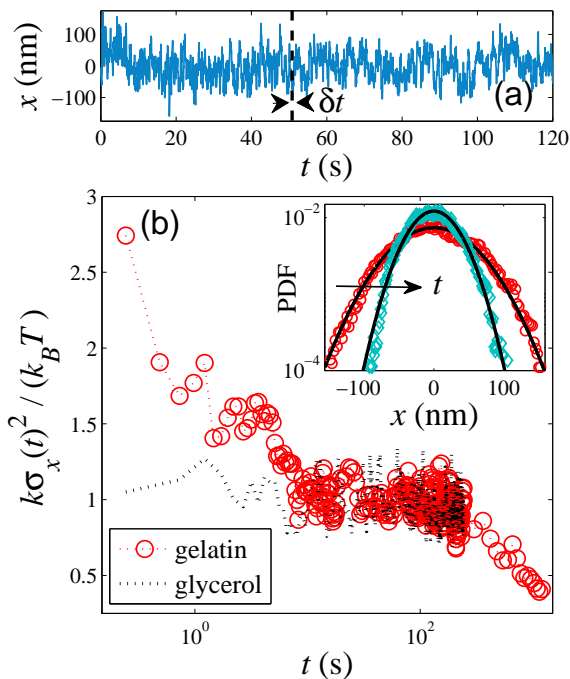 100
0
−100
x (nm)
(a)
δt
0 20 40 60 80 100 120
t (s)
3
2.5
2
1.5
1
0.5
kσx(t)² / (kBT)
(b)
10⁻²
10⁻⁴
PDF
t
−100 0 100
x (nm)
gelatin
glycerol
10⁰ 10²
t (s)